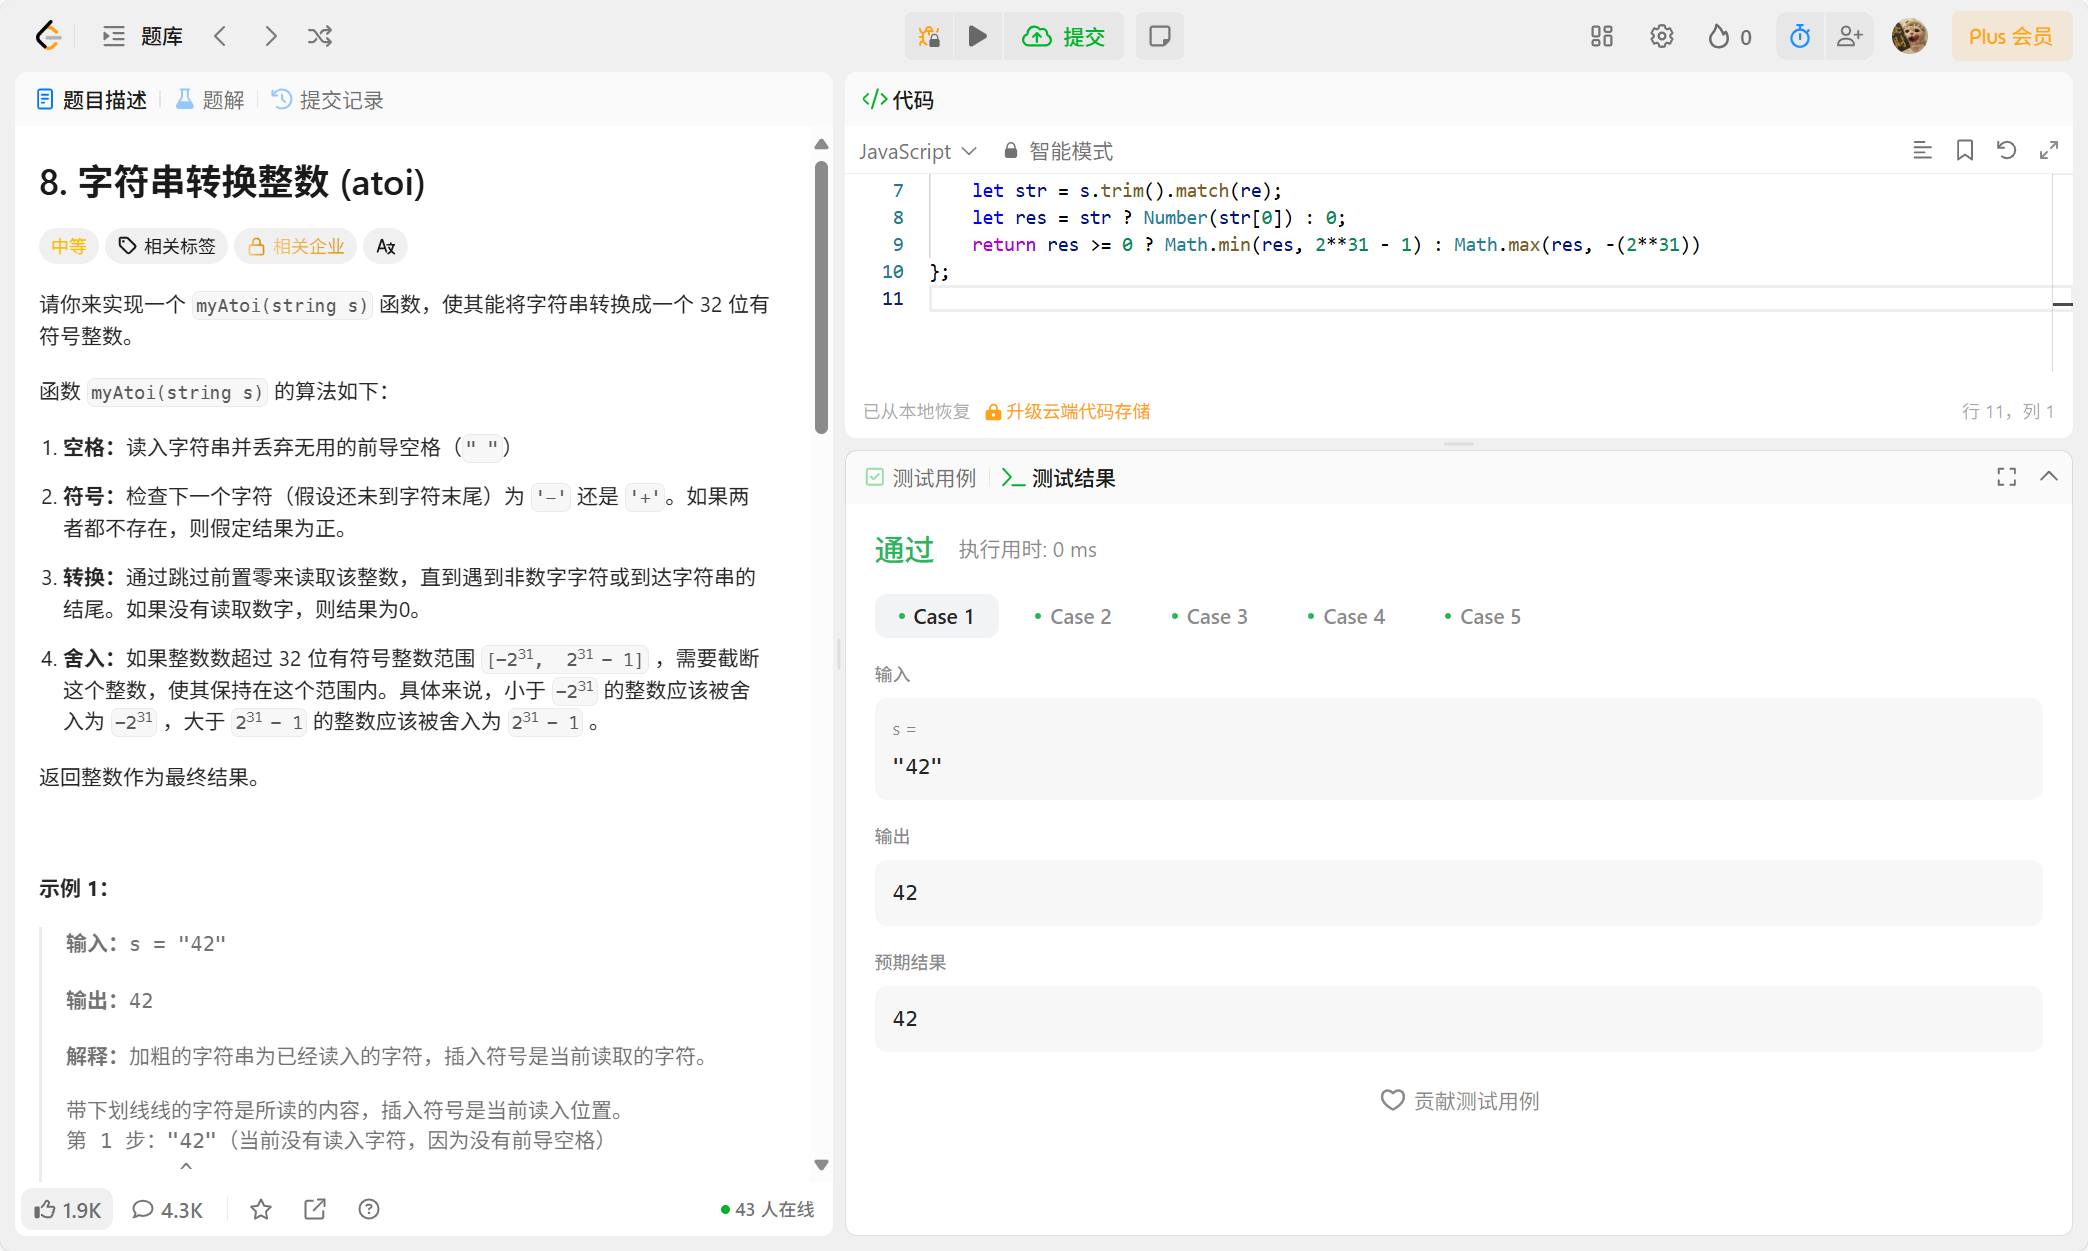 题库
提交
0
Plus 会员
题目描述
题解
提交记录
8. 字符串转换整数 (atoi)
中等
相关标签
相关企业
请你来实现一个 myAtoi(string s) 函数，使其能将字符串转换成一个 32 位有
符号整数。
函数 myAtoi(string s) 的算法如下：
1. 空格：读入字符串并丢弃无用的前导空格（" "）
2. 符号：检查下一个字符（假设还未到字符末尾）为 '-' 还是 '+'。如果两
者都不存在，则假定结果为正。
3. 转换：通过跳过前置零来读取该整数，直到遇到非数字字符或到达字符串的
结尾。如果没有读取数字，则结果为0。
4. 舍入：如果整数数超过 32 位有符号整数范围 [−2³¹, 2³¹ − 1] ，需要截断
这个整数，使其保持在这个范围内。具体来说，小于 −2³¹ 的整数应该被舍
入为 −2³¹ ，大于 2³¹ − 1 的整数应该被舍入为 2³¹ − 1 。
返回整数作为最终结果。
示例 1：
输入：s = "42"
输出：42
解释：加粗的字符串为已经读入的字符，插入符号是当前读取的字符。
带下划线线的字符是所读的内容，插入符号是当前读入位置。
第 1 步："42"（当前没有读入字符，因为没有前导空格）
^
1.9K
4.3K
43 人在线
</>代码
JavaScript
智能模式
7 let str = s.trim().match(re);
8 let res = str ? Number(str[0]) : 0;
9 return res >= 0 ? Math.min(res, 2**31 - 1) : Math.max(res, -(2**31))
10 };
11
已从本地恢复
升级云端代码存储
行 11，列 1
测试用例
测试结果
通过
执行用时: 0 ms
Case 1
Case 2
Case 3
Case 4
Case 5
输入
s =
"42"
输出
42
预期结果
42
贡献测试用例